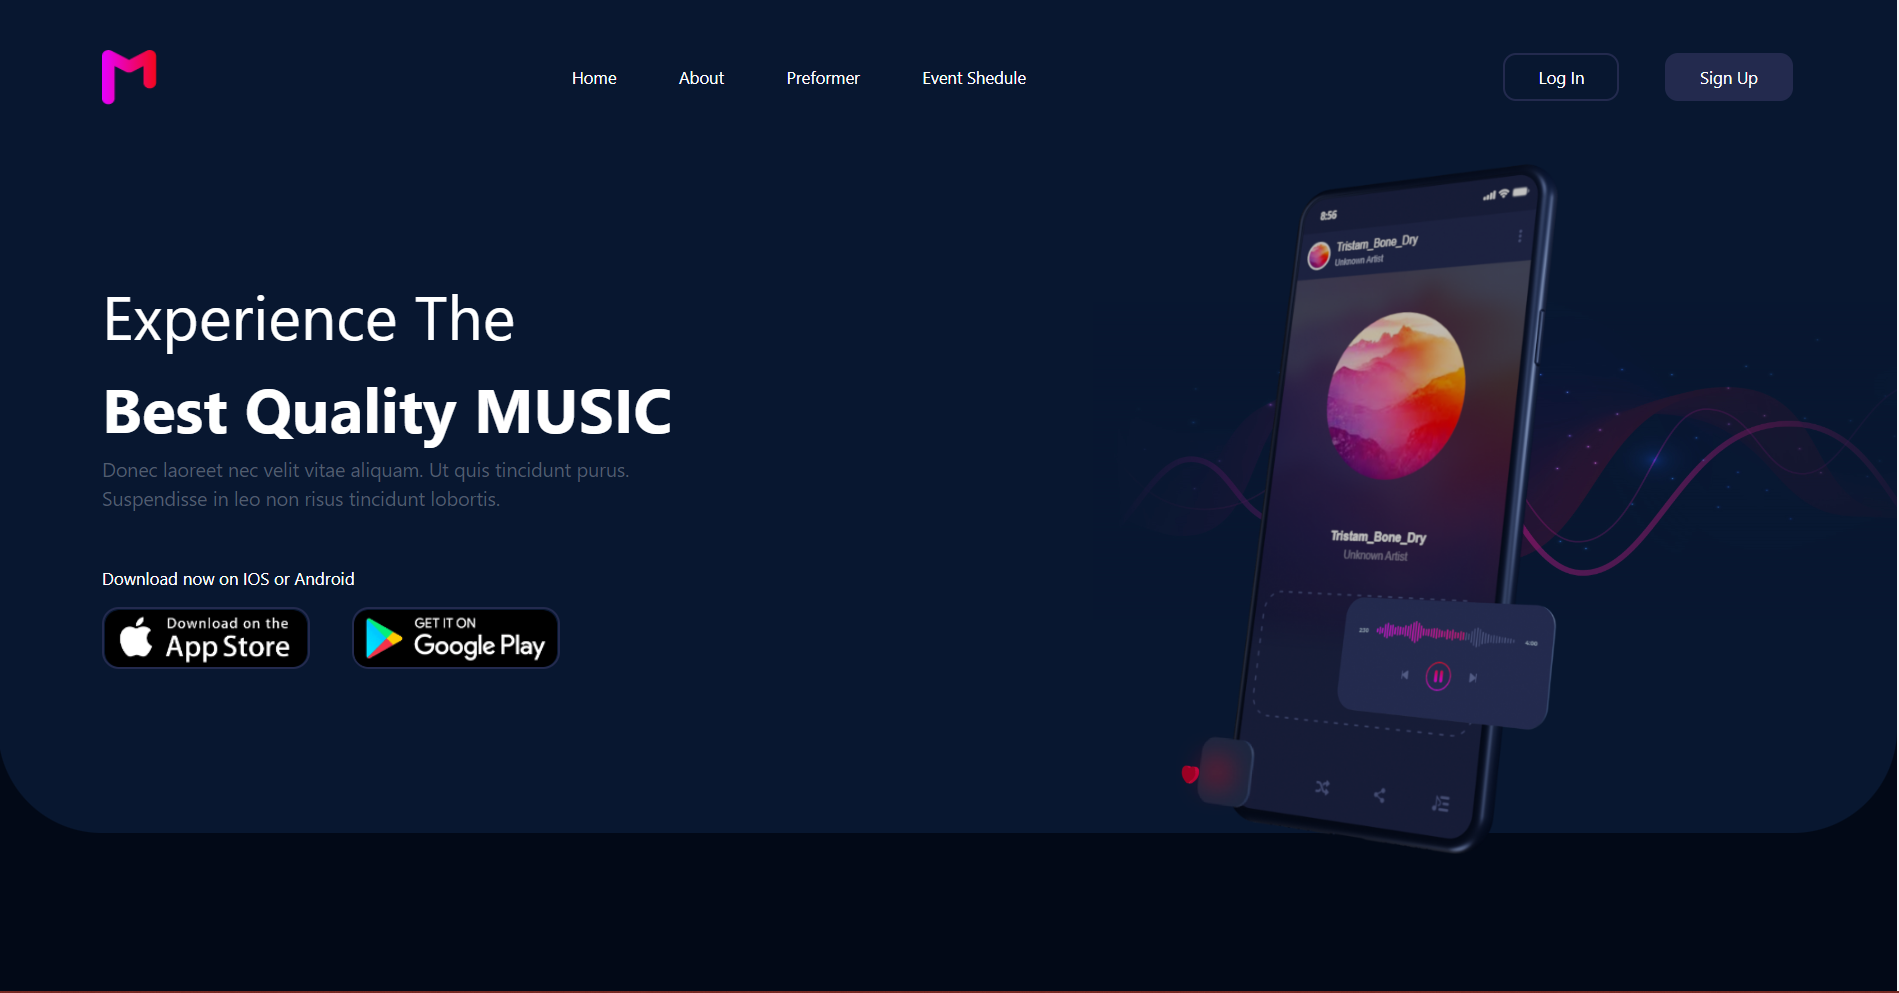 Home About Preformer Event Shedule Log In Sign Up
8:56
Tristam_Bone_Dry
Unknown Artist
Experience The
Best Quality MUSIC
Donec laoreet nec velit vitae aliquam. Ut quis tincidunt purus.
Suspendisse in leo non risus tincidunt lobortis.
Tristam_Bone_Dry
Unknown Artist
Download now on IOS or Android
Download on the
App Store
GET IT ON
Google Play